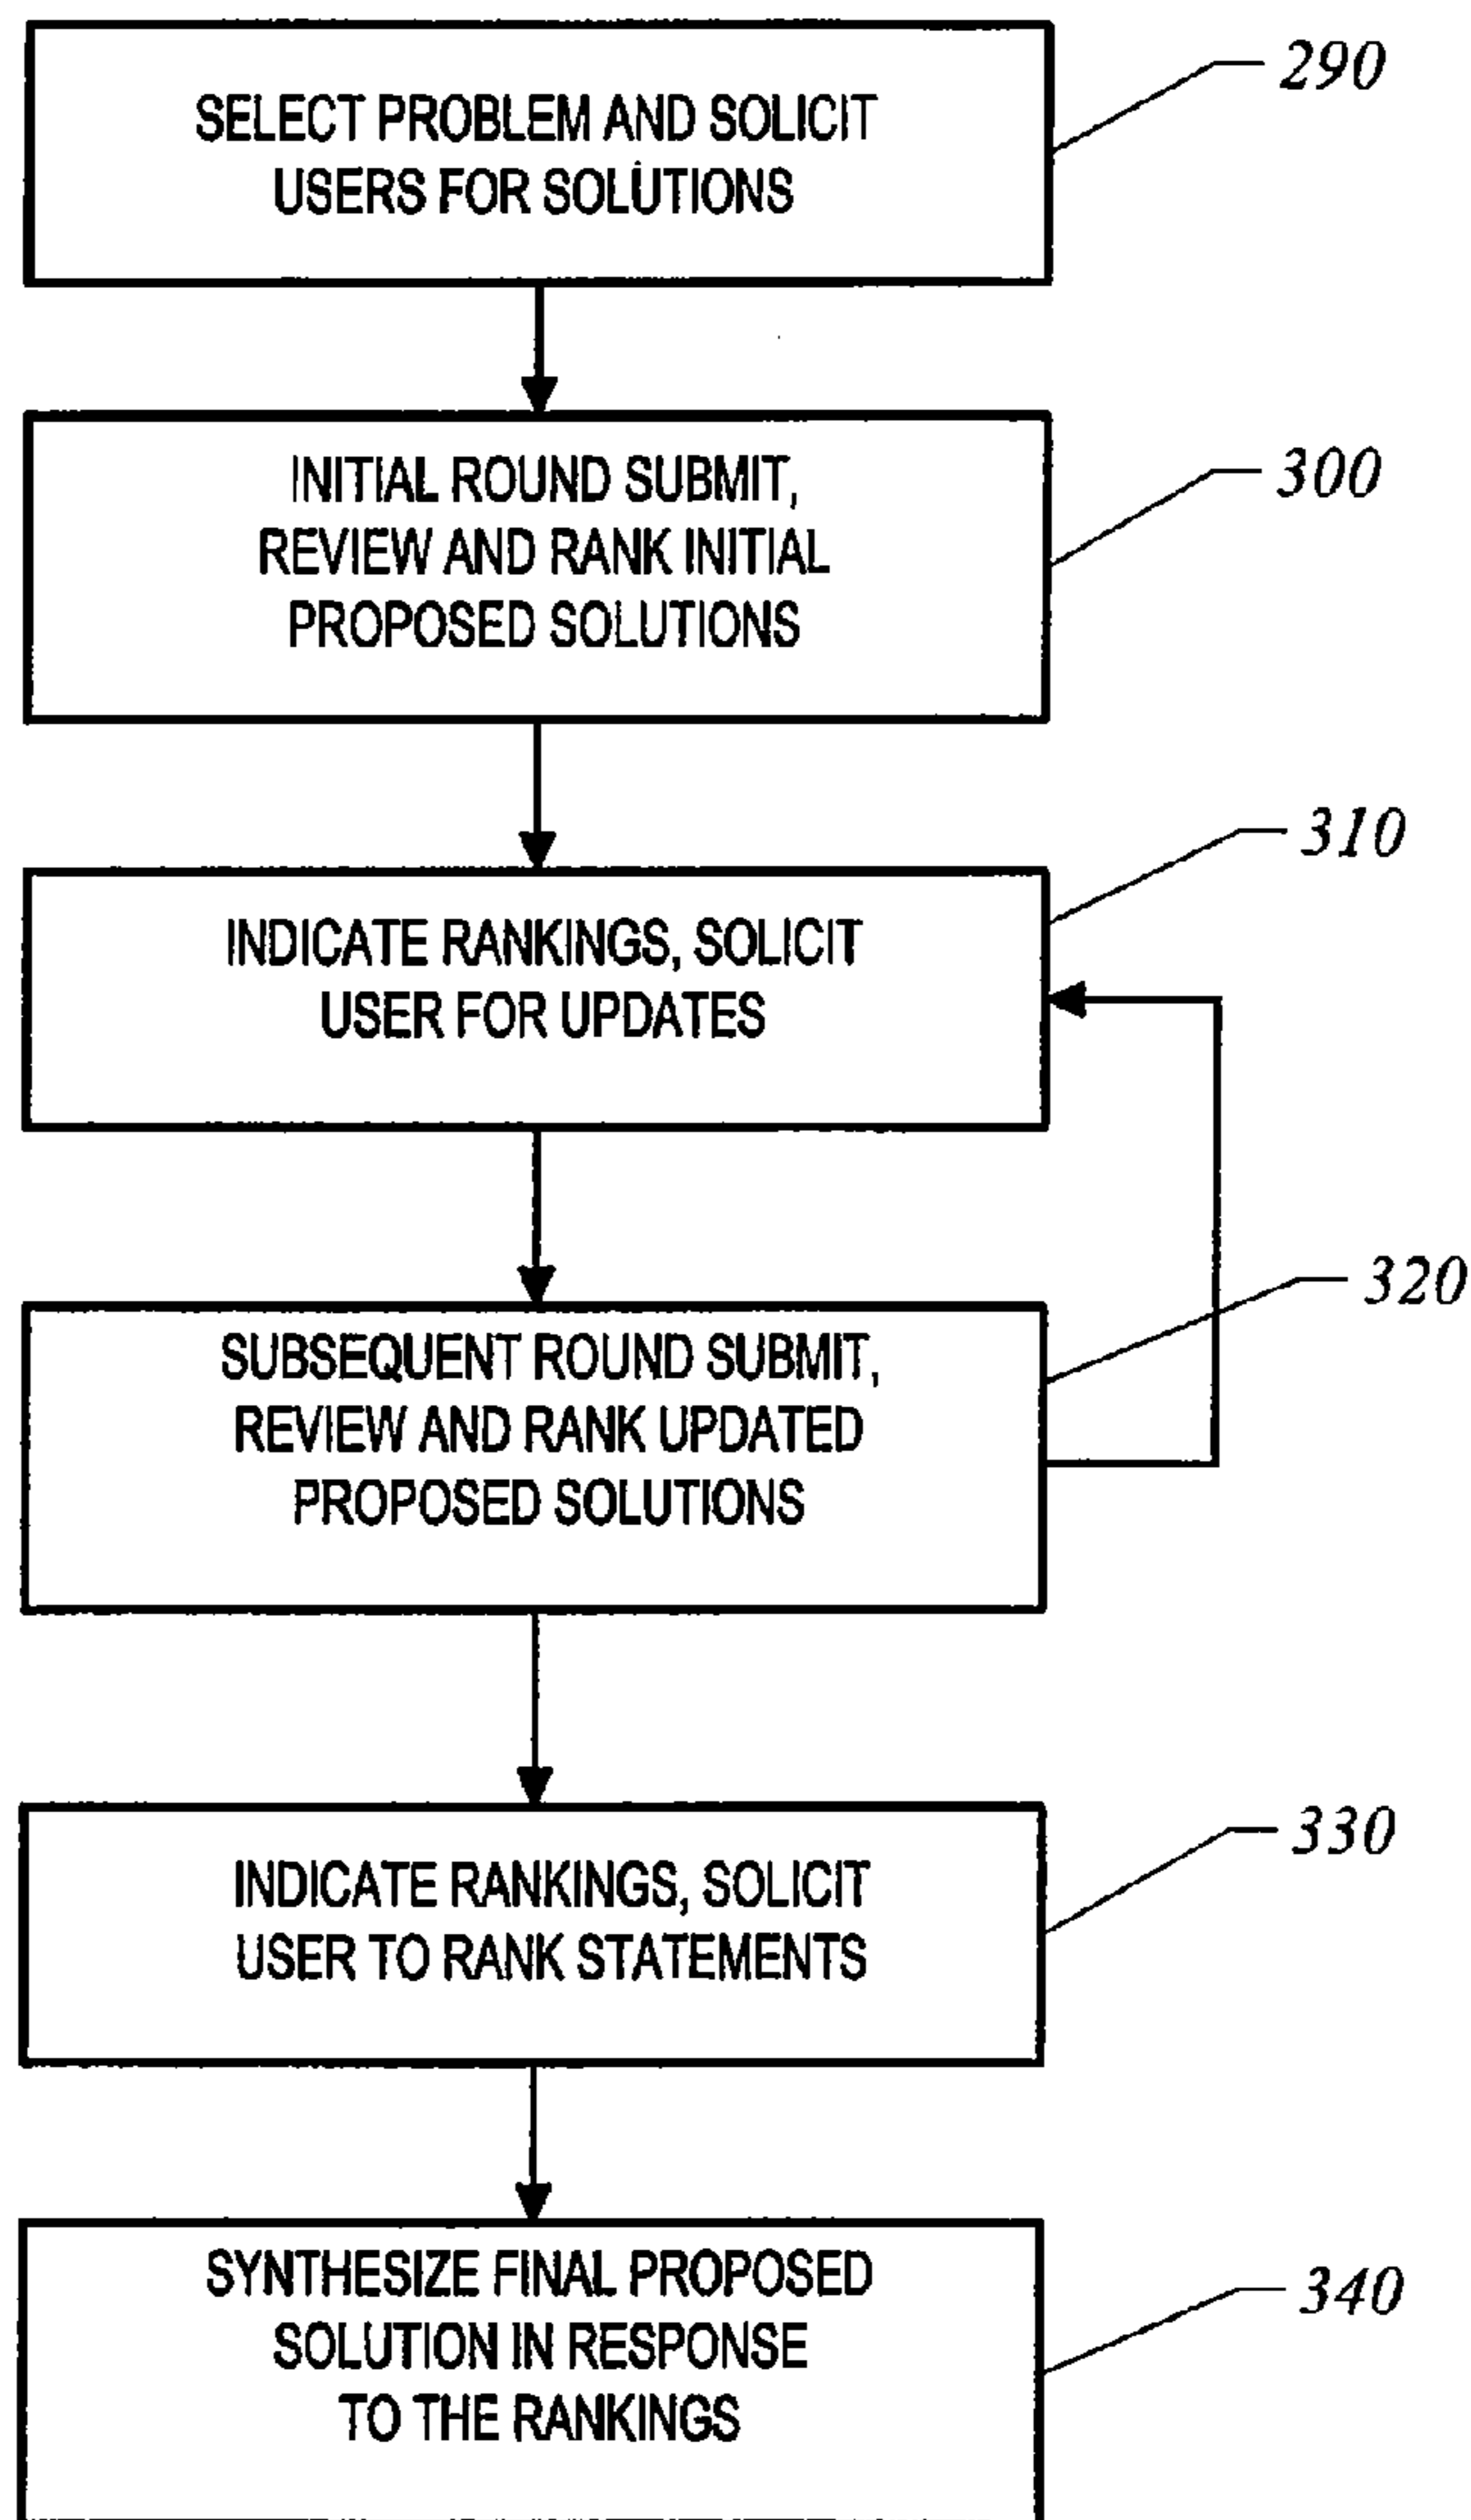 SELECT PROBLEM AND SOLICIT
USERS FOR SOLUTIONS
290
INITIAL ROUND SUBMIT,
REVIEW AND RANK INITIAL
PROPOSED SOLUTIONS
300
INDICATE RANKINGS, SOLICIT
USER FOR UPDATES
310
SUBSEQUENT ROUND SUBMIT,
REVIEW AND RANK UPDATED
PROPOSED SOLUTIONS
320
INDICATE RANKINGS, SOLICIT
USER TO RANK STATEMENTS
330
SYNTHESIZE FINAL PROPOSED
SOLUTION IN RESPONSE
TO THE RANKINGS
340